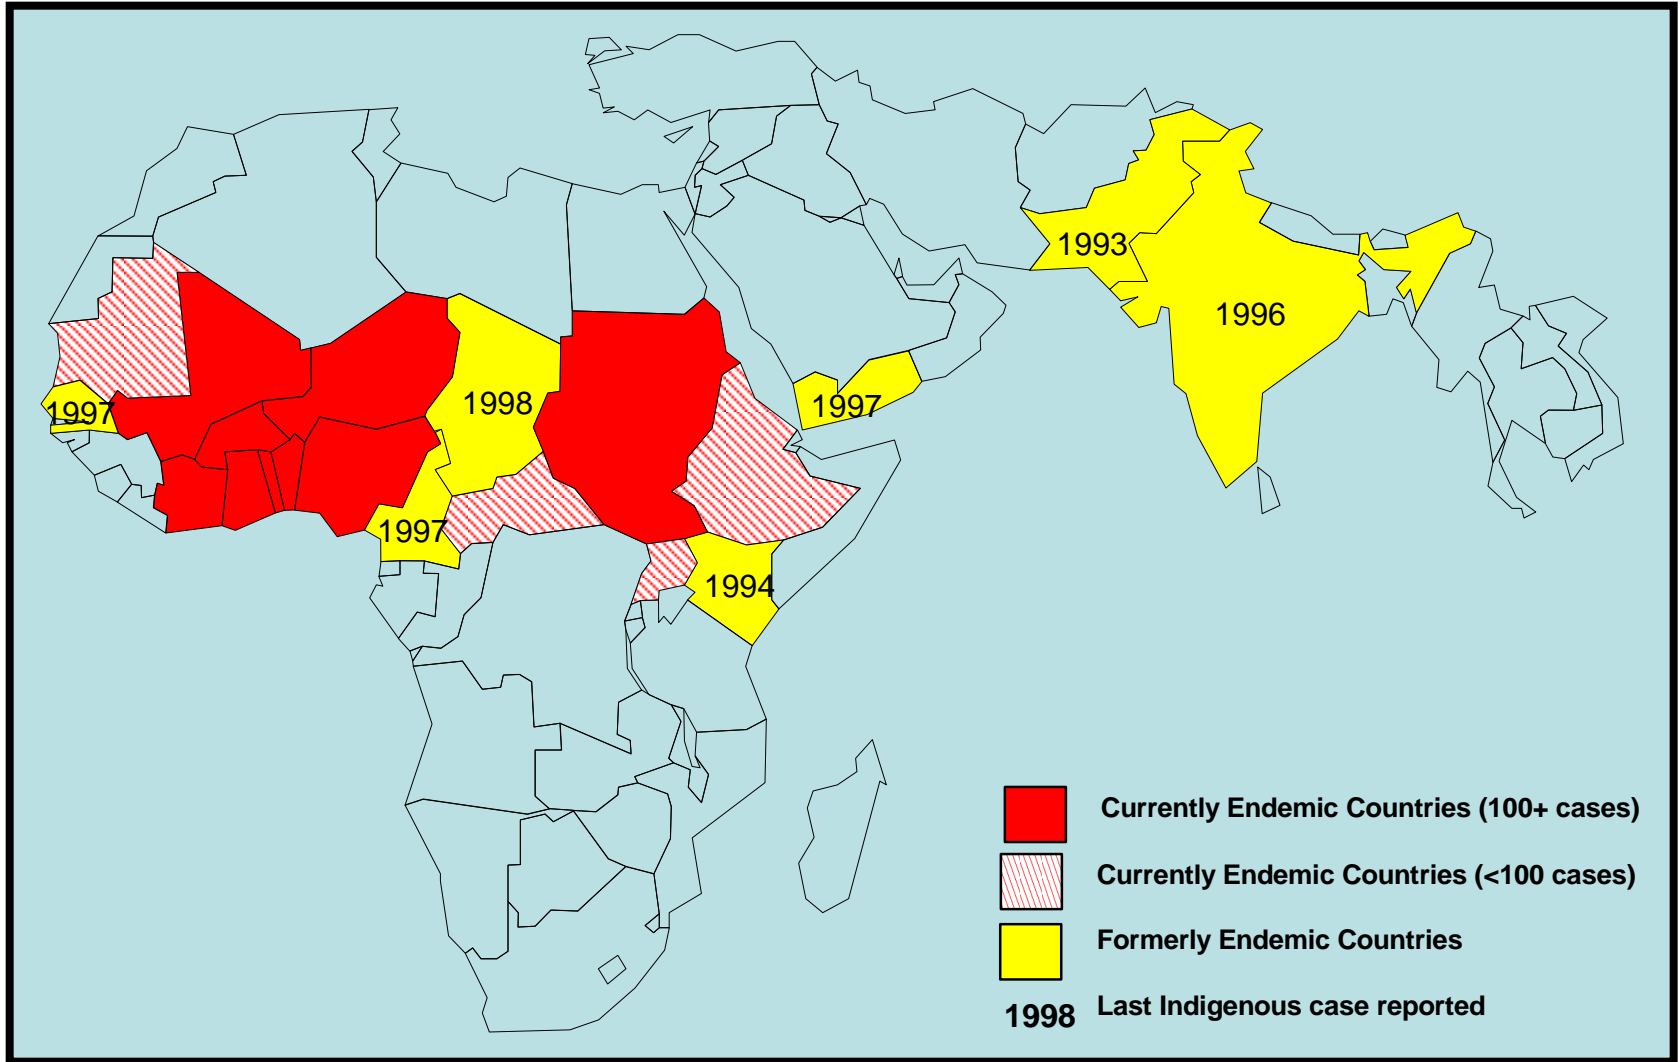 1993
1996
1997
1998
1997
1997
1994
Currently Endemic Countries (100+ cases)
Currently Endemic Countries (<100 cases)
Formerly Endemic Countries
1998 Last Indigenous case reported